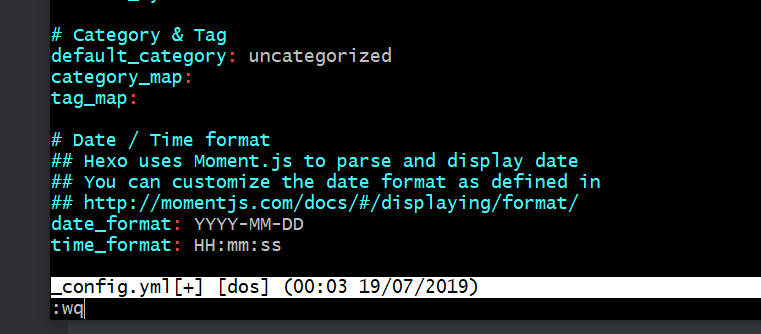 # Category & Tag
default_category: uncategorized
category_map:
tag_map:
# Date / Time format
## Hexo uses Moment.js to parse and display date
## You can customize the date format as defined in
## http://momentjs.com/docs/#/displaying/format/
date_format: YYYY-MM-DD
time_format: HH:mm:ss
_config.yml[+] [dos] (00:03 19/07/2019)
:wq